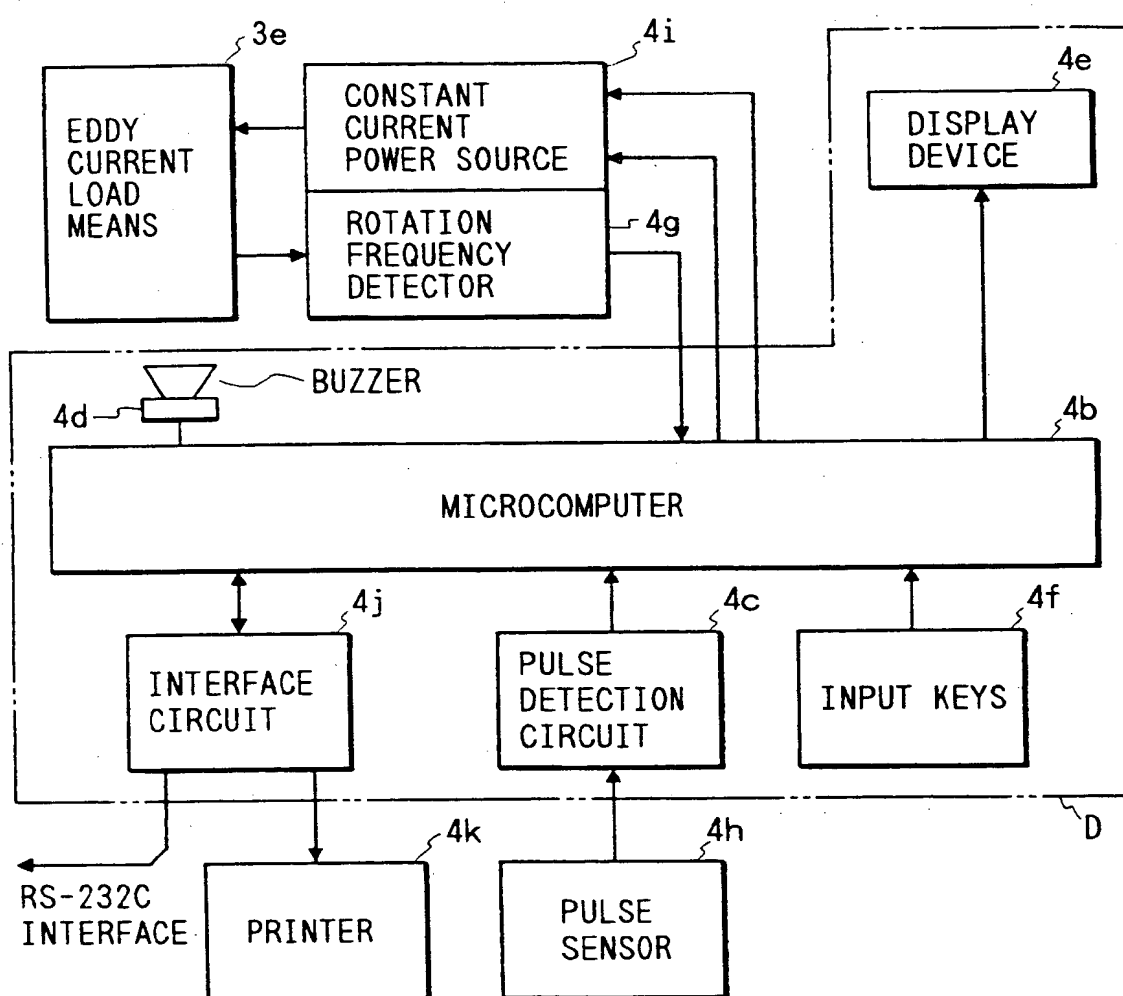 3e
4i
4e
EDDY
CURRENT
LOAD
MEANS
CONSTANT
CURRENT
POWER SOURCE
DISPLAY
DEVICE
ROTATION
FREQUENCY
DETECTOR
4g
BUZZER
4d
4b
MICROCOMPUTER
4j
4c
4f
INTERFACE
CIRCUIT
PULSE
DETECTION
CIRCUIT
INPUT KEYS
D
4k
4h
RS-232C
INTERFACE
PRINTER
PULSE
SENSOR